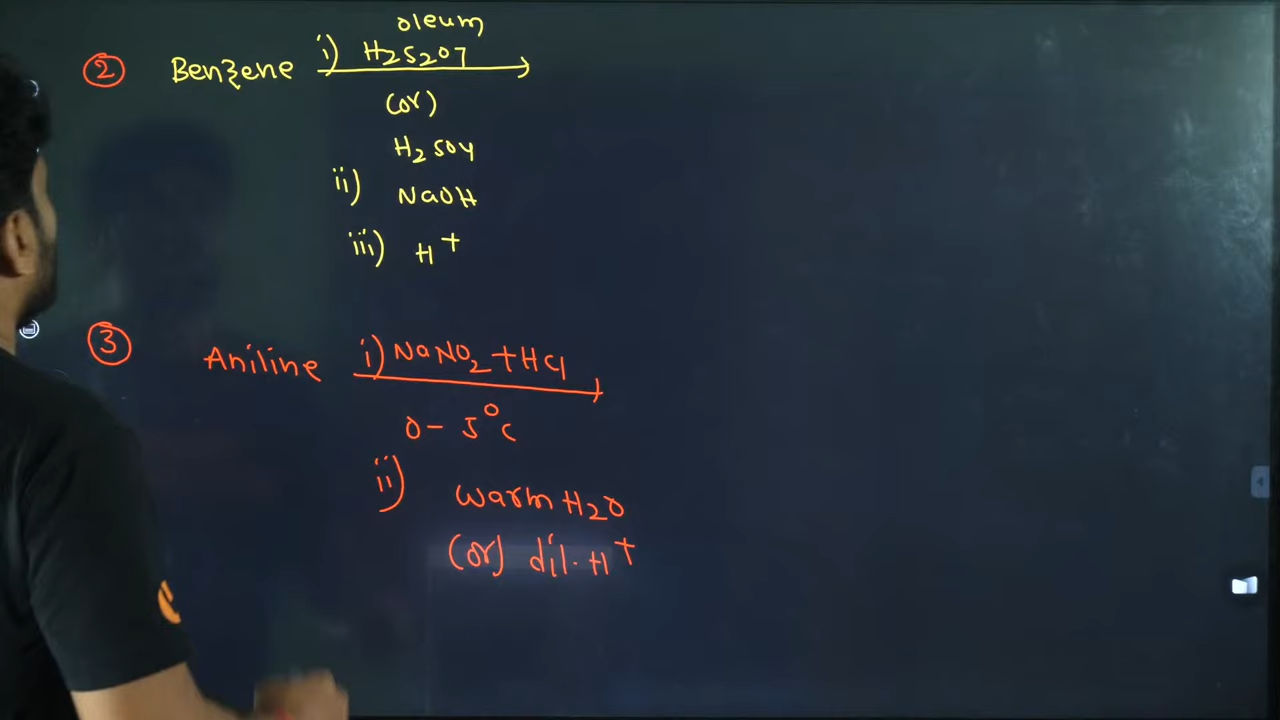 oleum
② Benzene i) H2S2O7
(or)
H2SO4
ii) NaOH
iii) H+
③ Aniline i) NaNO2 + HCl
0 - 5°C
ii) warm H2O
(or) dil. H+